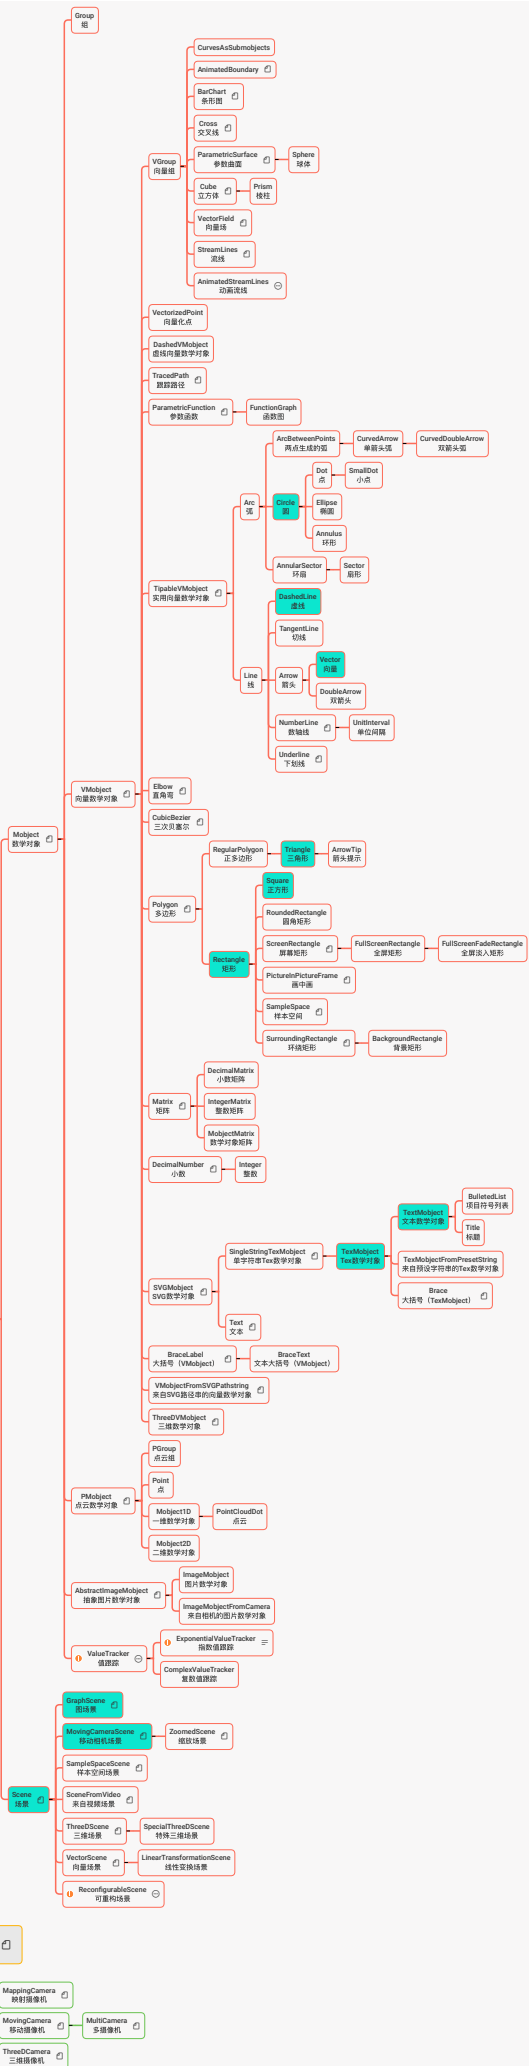 Group
组
CurvesAsSubmobjects
AnimatedBoundary
BarChart
条形图
Cross
交叉线
VGroup
向量组
ParametricSurface
参数曲面
Sphere
球体
Cube
立方体
Prism
棱柱
VectorField
向量场
StreamLines
流线
AnimatedStreamLines
动画流线
VectorizedPoint
向量化点
DashedVMobject
虚线向量数学对象
TracedPath
跟踪路径
ParametricFunction
参数函数
FunctionGraph
函数图
ArcBetweenPoints
两点生成的弧
CurvedArrow
单箭头弧
CurvedDoubleArrow
双箭头弧
Dot
点
SmallDot
小点
Arc
弧
Circle
圆
Ellipse
椭圆
Annulus
环形
AnnularSector
环扇
Sector
扇形
TipableVMobject
实用向量数学对象
DashedLine
虚线
TangentLine
切线
Line
线
Arrow
箭头
Vector
向量
DoubleArrow
双箭头
NumberLine
数轴线
UnitInterval
单位间隔
Underline
下划线
VMobject
向量数学对象
Elbow
直角弯
CubicBezier
三次贝塞尔
Mobject
数学对象
RegularPolygon
正多边形
Triangle
三角形
ArrowTip
箭头提示
Polygon
多边形
Square
正方形
RoundedRectangle
圆角矩形
Rectangle
矩形
ScreenRectangle
屏幕矩形
FullScreenRectangle
全屏矩形
FullScreenFadeRectangle
全屏淡入矩形
PictureInPictureFrame
画中画
SampleSpace
样本空间
SurroundingRectangle
环绕矩形
BackgroundRectangle
背景矩形
DecimalMatrix
小数矩阵
Matrix
矩阵
IntegerMatrix
整数矩阵
MobjectMatrix
数学对象矩阵
DecimalNumber
小数
Integer
整数
BulletedList
项目符号列表
TextMobject
文本数学对象
Title
标题
SingleStringTexMobject
单字符串Tex数学对象
TexMobject
Tex数学对象
TexMobjectFromPresetString
来自预设字符串的Tex数学对象
Brace
大括号（TexMobject）
SVGMobject
SVG数学对象
Text
文本
BraceLabel
大括号（VMobject）
BraceText
文本大括号（VMobject）
VMobjectFromSVGPathstring
来自SVG路径串的向量数学对象
ThreeDVMobject
三维数学对象
PGroup
点云组
Point
点
PMobject
点云数学对象
Mobject1D
一维数学对象
PointCloudDot
点云
Mobject2D
二维数学对象
ImageMobject
图片数学对象
AbstractImageMobject
抽象图片数学对象
ImageMobjectFromCamera
来自相机的图片数学对象
ValueTracker
值跟踪
ExponentialValueTracker
指数值跟踪
ComplexValueTracker
复数值跟踪
GraphScene
图场景
MovingCameraScene
移动相机场景
ZoomedScene
缩放场景
SampleSpaceScene
样本空间场景
Scene
场景
SceneFromVideo
来自视频场景
ThreeDScene
三维场景
SpecialThreeDScene
特殊三维场景
VectorScene
向量场景
LinearTransformationScene
线性变换场景
ReconfigurableScene
可重构场景
MappingCamera
映射摄像机
MovingCamera
移动摄像机
MultiCamera
多摄像机
ThreeDCamera
三维摄像机